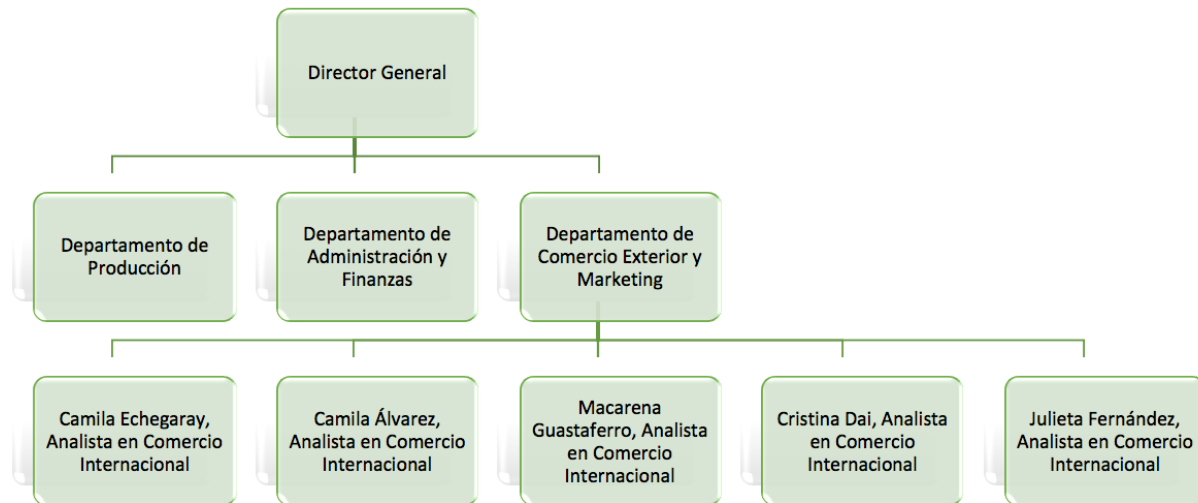 Director General
Departamento de
Producción
Departamento de
Administración y
Finanzas
Departamento de
Comercio Exterior y
Marketing
Camila Echegaray,
Analista en Comercio
Internacional
Camila Álvarez,
Analista en Comercio
Internacional
Macarena
Guastaferro, Analista
en Comercio
Internacional
Cristina Dai, Analista
en Comercio
Internacional
Julieta Fernández,
Analista en Comercio
Internacional